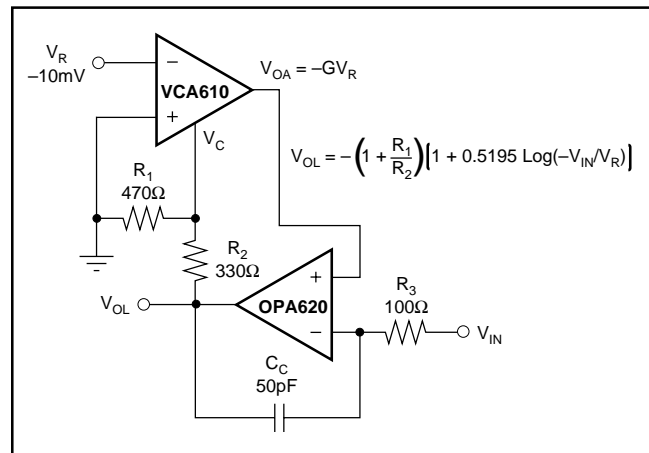 V_R
–10mV
–
VCA610
+
V_OA = –GV_R
V_C
V_OL = – (1 + R_1/R_2) [1 + 0.5195 Log(–V_IN/V_R)]
R_1
470Ω
R_2
330Ω
+
OPA620
–
R_3
100Ω
V_OL
V_IN
C_C
50pF